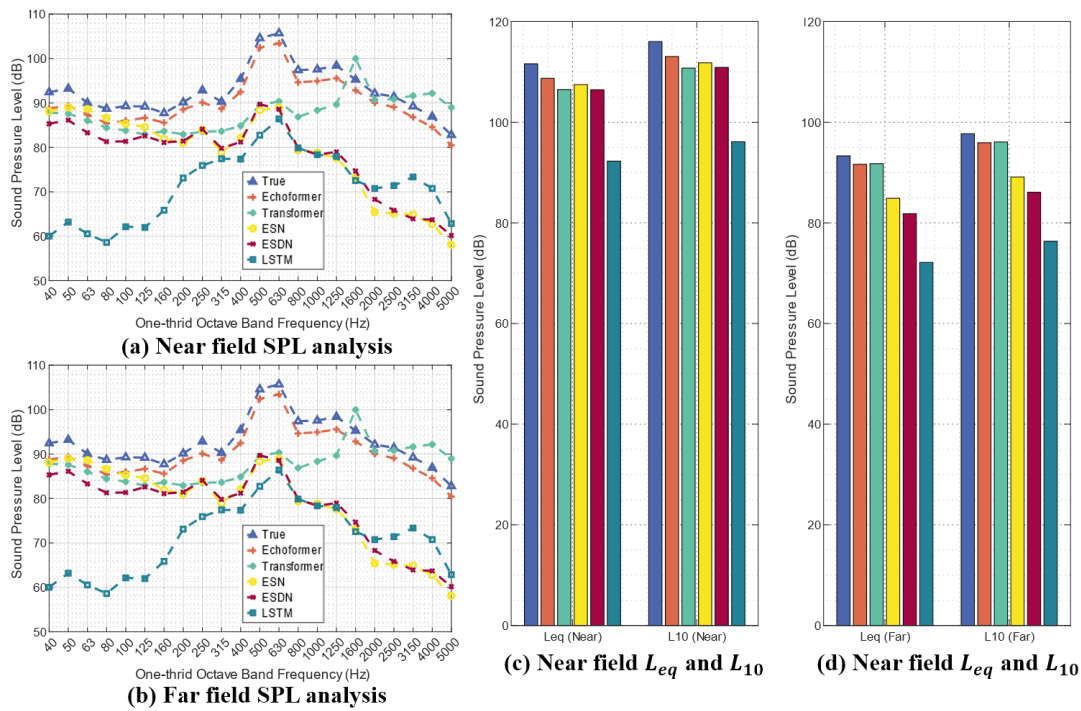 110
100
90
80
70
60
50
Sound Pressure Level (dB)
True
Echoformer
Transformer
ESN
ESDN
LSTM
40 50 63 80 100 125 160 200 250 315 400 500 630 800 1000 1250 1600 2000 2500 3150 4000 5000
One-thrid Octave Band Frequency (Hz)
(a) Near field SPL analysis
110
100
90
80
70
60
50
Sound Pressure Level (dB)
True
Echoformer
Transformer
ESN
ESDN
LSTM
40 50 63 80 100 125 160 200 250 315 400 500 630 800 1000 1250 1600 2000 2500 3150 4000 5000
One-thrid Octave Band Frequency (Hz)
(b) Far field SPL analysis
120
100
80
60
40
20
0
Sound Pressure Level (dB)
Leq (Near) L10 (Near)
(c) Near field L_eq and L_10
120
100
80
60
40
20
0
Sound Pressure Level (dB)
Leq (Far) L10 (Far)
(d) Near field L_eq and L_10